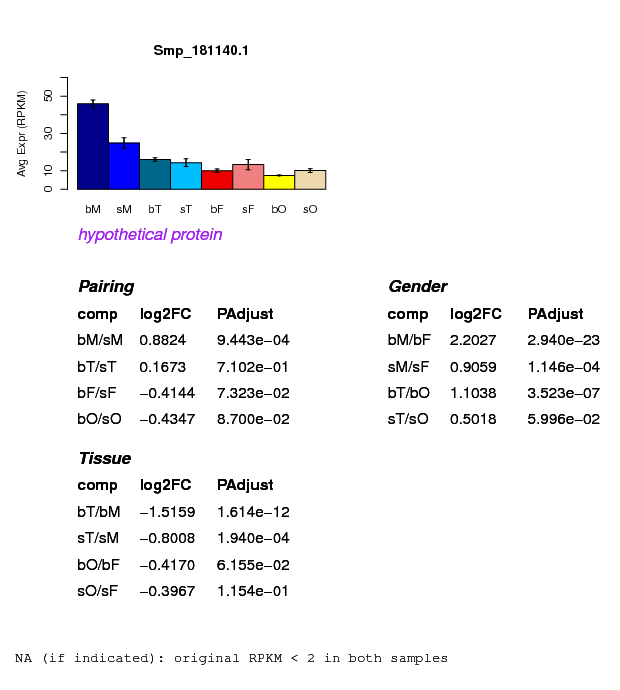 Smp_181140.1
Avg Expr (RPKM)
50
30
10
0
bM sM bT sT bF sF bO sO
hypothetical protein
Pairing
comp log2FC PAdjust
bM/sM 0.8824 9.443e−04
bT/sT 0.1673 7.102e−01
bF/sF −0.4144 7.323e−02
bO/sO −0.4347 8.700e−02
Gender
comp log2FC PAdjust
bM/bF 2.2027 2.940e−23
sM/sF 0.9059 1.146e−04
bT/bO 1.1038 3.523e−07
sT/sO 0.5018 5.996e−02
Tissue
comp log2FC PAdjust
bT/bM −1.5159 1.614e−12
sT/sM −0.8008 1.940e−04
bO/bF −0.4170 6.155e−02
sO/sF −0.3967 1.154e−01
NA (if indicated): original RPKM < 2 in both samples